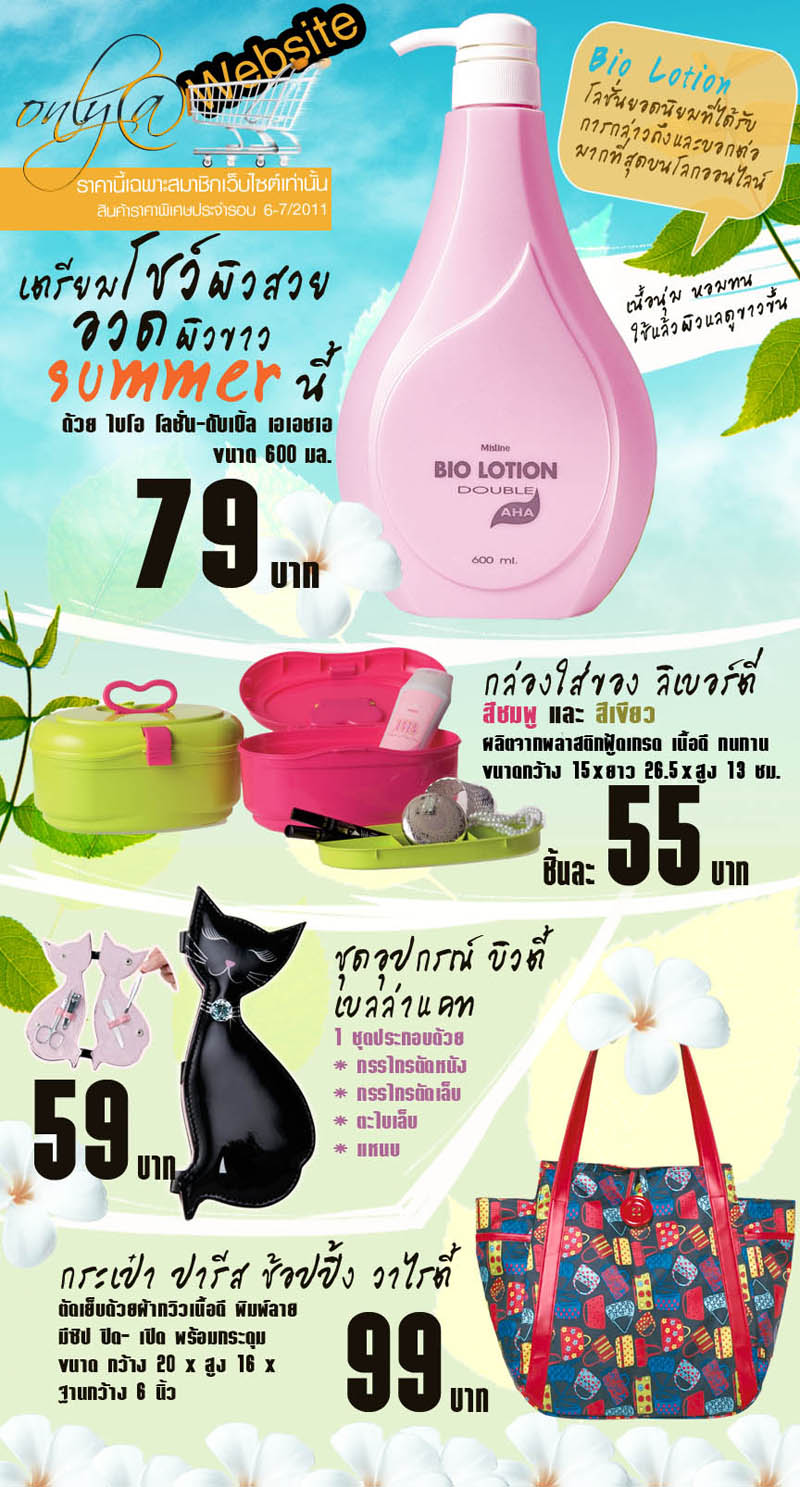 only@
Website
ราคานี้เฉพาะสมาชิกเว็บไซต์เท่านั้น
สินค้าราคาพิเศษประจำรอบ 6-7/2011
Bio Lotion
โลชั่นยอดนิยมที่ได้รับ
การกล่าวถึงและบอกต่อ
มากที่สุดบนโลกออนไลน์
เนื้อนุ่ม หอมทน
ใช้แล้วผิวแลดูขาวขึ้น
เตรียมโชว์ผิวสวย
อวดผิวขาว
summer นี้
ด้วย ไบโอ โลชั่น-ดับเบิ้ล เอเอชเอ
ขนาด 600 มล.
79 บาท
Mistine
BIO LOTION
DOUBLE
AHA
600 ml.
กล่องใส่ของ ลิเบอร์ตี่
สีชมพู และ สีเขียว
ผลิตจากพลาสติกฟู้ดเกรด เนื้อดี ทนทาน
ขนาดกว้าง 15xยาว 26.5xสูง 13 ซม.
ชิ้นละ 55 บาท
ชุดอุปกรณ์ บิวตี้
เบลล่าแคท
1 ชุดประกอบด้วย
* กรรไกรตัดหนัง
* กรรไกรตัดเล็บ
* ตะไบเล็บ
* แหนบ
59 บาท
กระเป๋า ปารีส ช้อปปิ้ง วาไรตี้
ตัดเย็บด้วยผ้าทวิวเนื้อดี พิมพ์ลาย
มีซิป ปิด- เปิด พร้อมกระดุม
ขนาด กว้าง 20 x สูง 16 x
ฐานกว้าง 6 นิ้ว
99 บาท